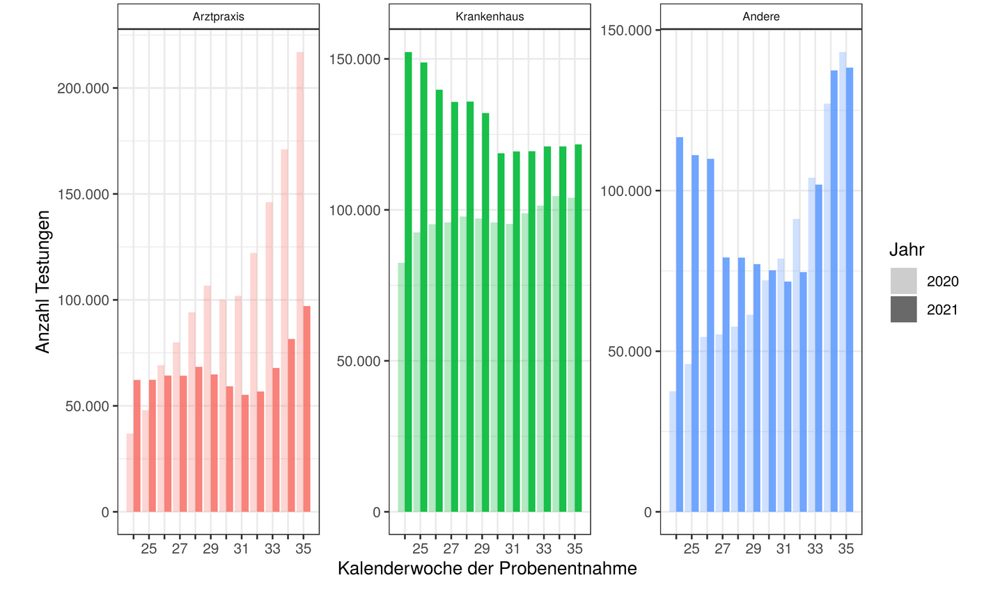 Arztpraxis
Krankenhaus
Andere
200.000
150.000
100.000
50.000
0
150.000
100.000
50.000
0
150.000
100.000
50.000
0
25 27 29 31 33 35
25 27 29 31 33 35
25 27 29 31 33 35
Anzahl Testungen
Kalenderwoche der Probenentnahme
Jahr
2020
2021